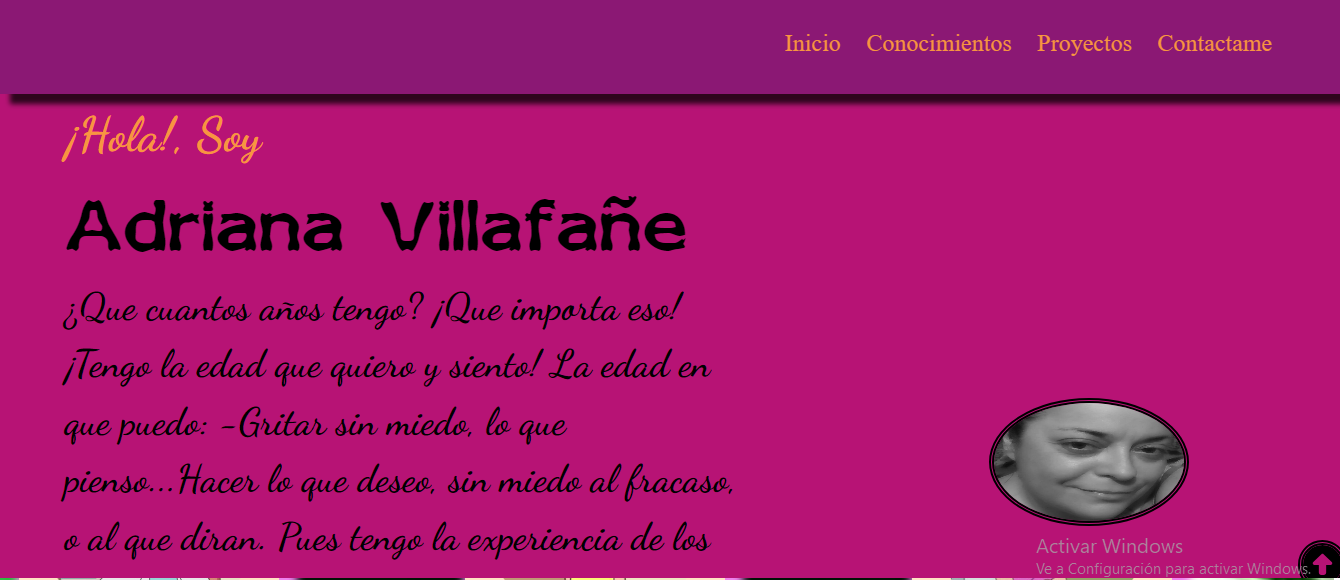 Inicio Conocimientos Proyectos Contactame
¡Hola!, Soy
Adriana Villafañe
¿Que cuantos años tengo? ¡Que importa eso!
¡Tengo la edad que quiero y siento! La edad en
que puedo: -Gritar sin miedo, lo que
pienso...Hacer lo que deseo, sin miedo al fracaso,
o al que diran. Pues tengo la experiencia de los
Activar Windows
Ve a Configuración para activar Windows.